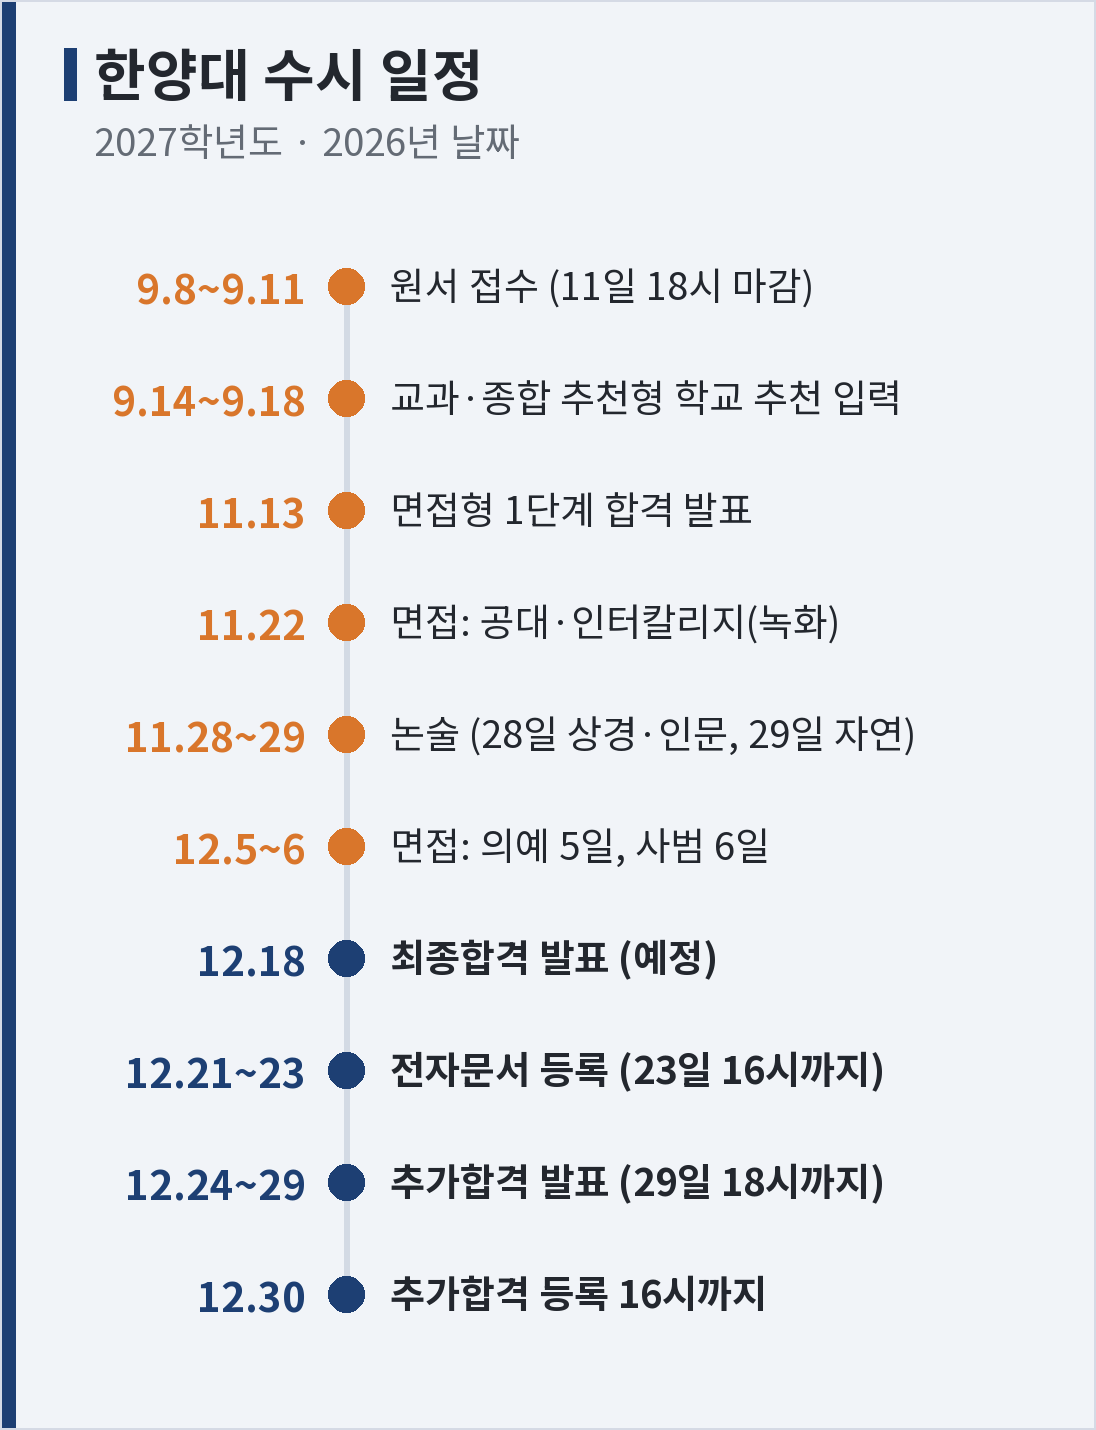 한양대 수시 일정
2027학년도 · 2026년 날짜
9.8~9.11 원서 접수 (11일 18시 마감)
9.14~9.18 교과·종합 추천형 학교 추천 입력
11.13 면접형 1단계 합격 발표
11.22 면접: 공대·인터칼리지(녹화)
11.28~29 논술 (28일 상경·인문, 29일 자연)
12.5~6 면접: 의예 5일, 사범 6일
12.18 최종합격 발표 (예정)
12.21~23 전자문서 등록 (23일 16시까지)
12.24~29 추가합격 발표 (29일 18시까지)
12.30 추가합격 등록 16시까지